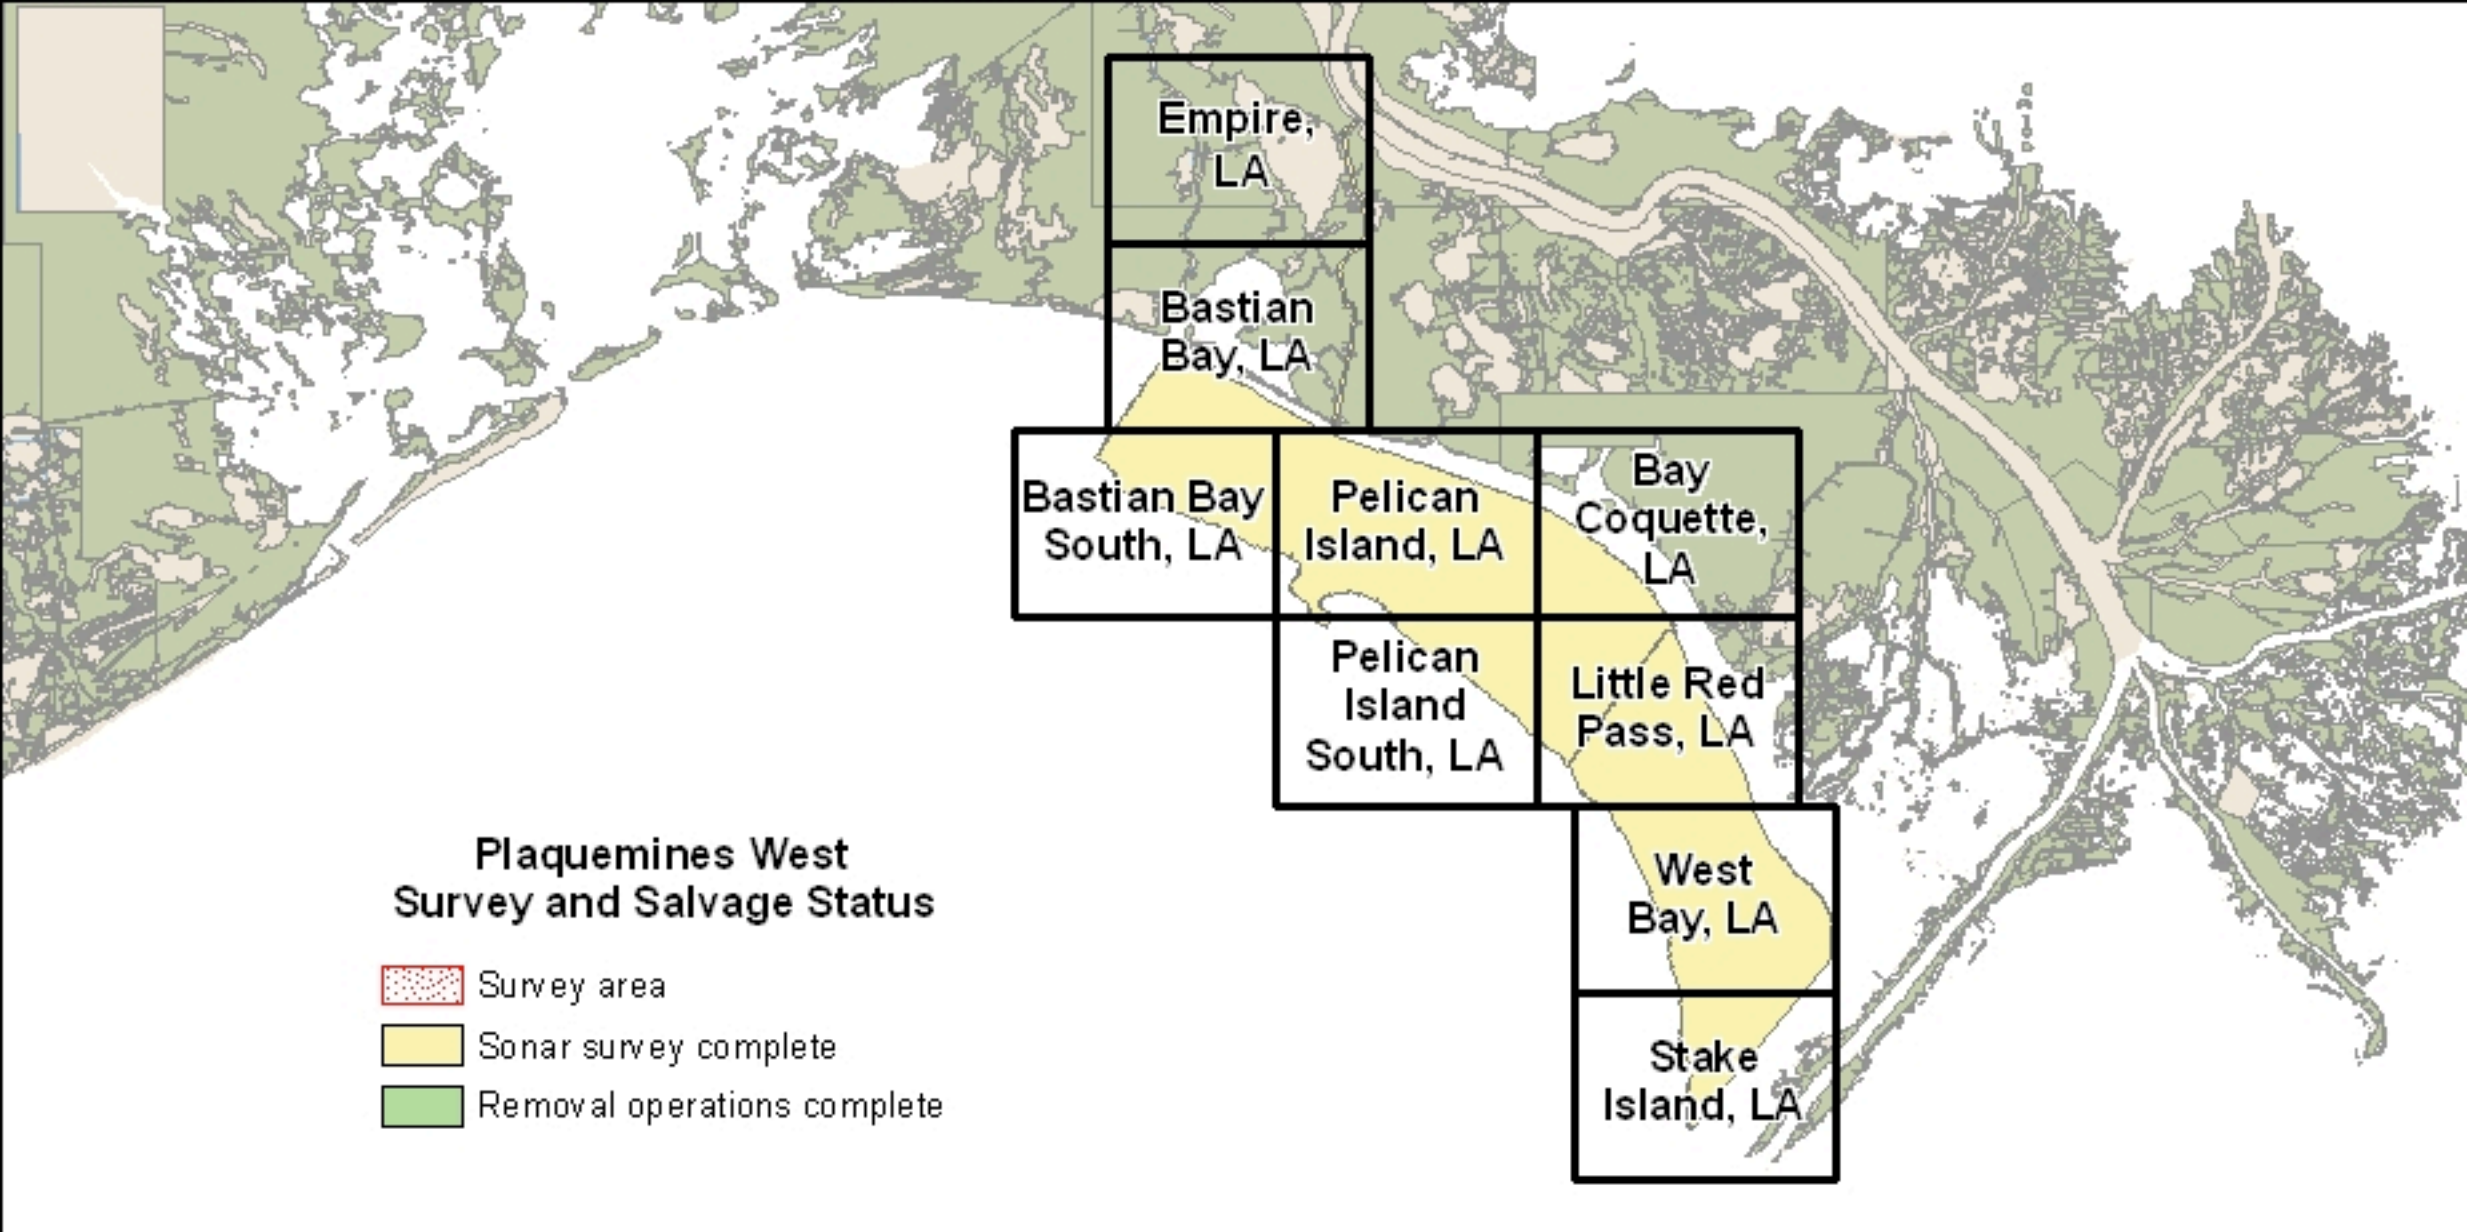 Empire,
LA
Bastian
Bay, LA
Bastian Bay
South, LA
Pelican
Island, LA
Bay
Coquette,
LA
Pelican
Island
South, LA
Little Red
Pass, LA
West
Bay, LA
Stake
Island, LA
Plaquemines West
Survey and Salvage Status
Survey area
Sonar survey complete
Removal operations complete